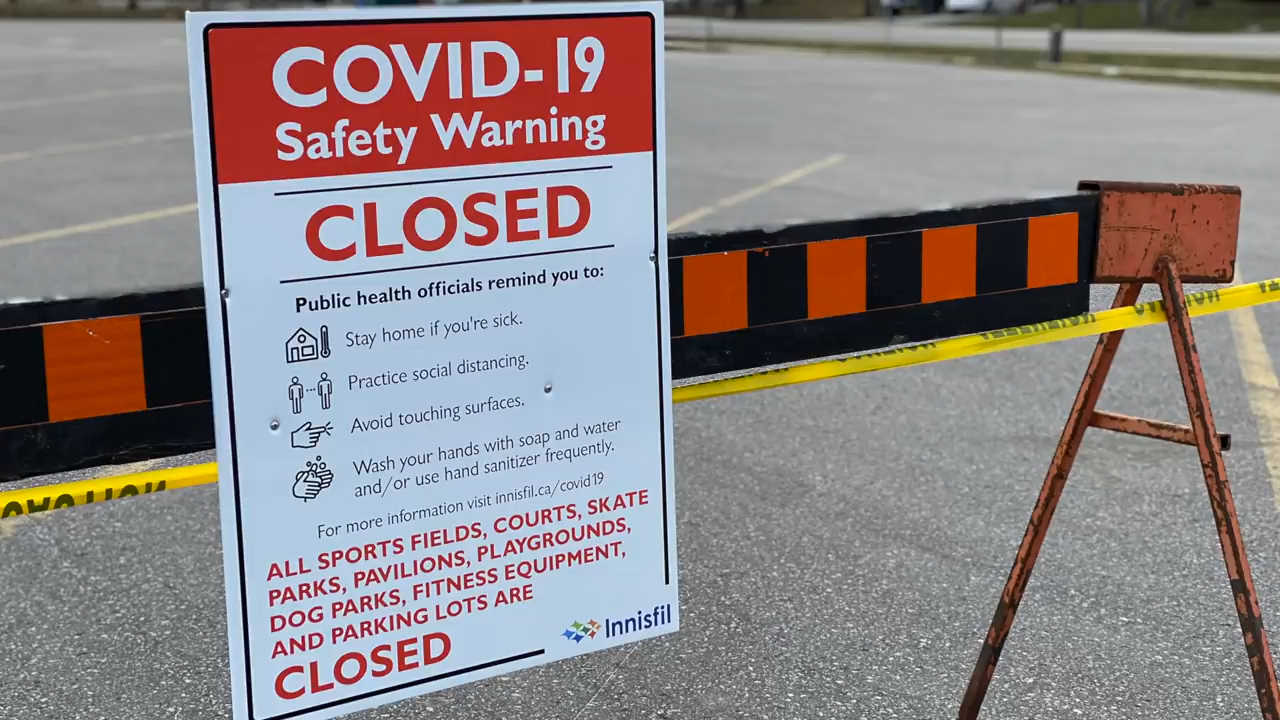 COVID-19
Safety Warning
CLOSED
Public health officials remind you to:
Stay home if you're sick.
Practice social distancing.
Avoid touching surfaces.
Wash your hands with soap and water
and/or use hand sanitizer frequently.
For more information visit innisfil.ca/covid19
ALL SPORTS FIELDS, COURTS, SKATE
PARKS, PAVILIONS, PLAYGROUNDS,
DOG PARKS, FITNESS EQUIPMENT,
AND PARKING LOTS ARE
CLOSED
Innisfil
CAUTION